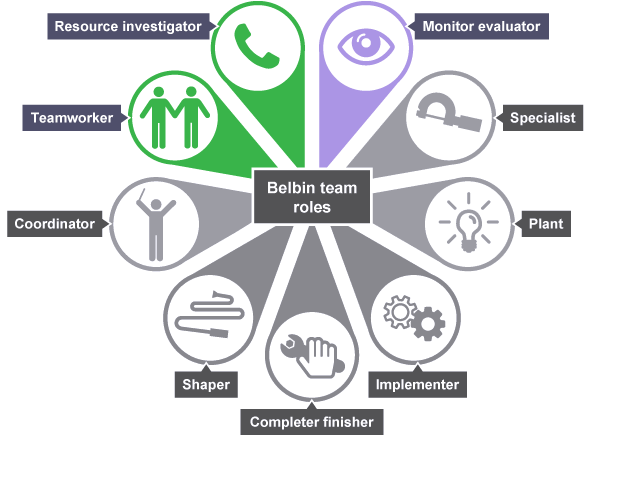 Resource investigator
Monitor evaluator
Teamworker
Specialist
Belbin team
roles
Coordinator
Plant
Shaper
Implementer
Completer finisher